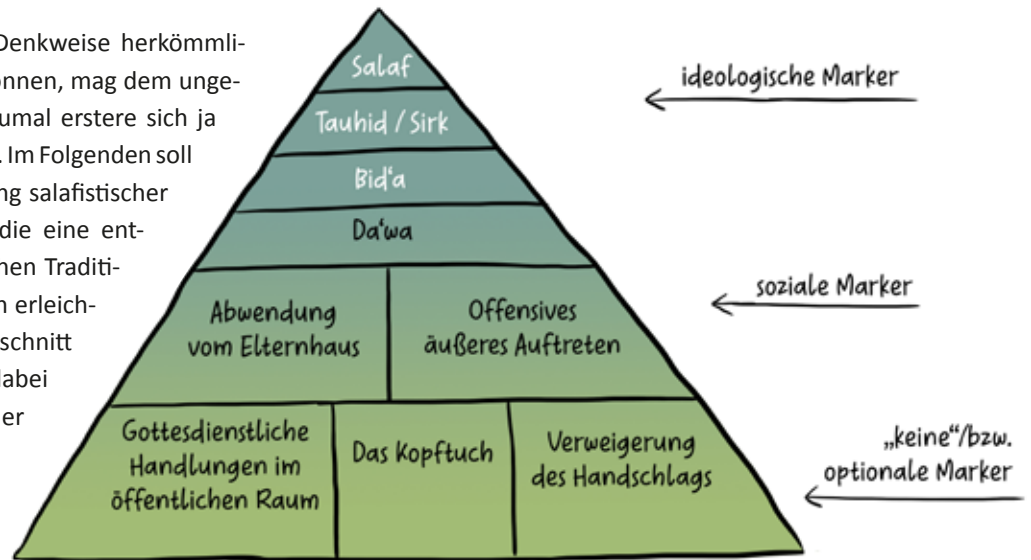 Denkweise herkömmli-
önnen, mag dem unge-
umal erstere sich ja
. Im Folgenden soll
ng salafistischer
die eine ent-
nen Traditi-
n erleich-
schnitt
dabei
er
Salaf
Tauhid / Sirk
Bid'a
Da'wa
Abwendung
vom Elternhaus
Offensives
äußeres Auftreten
Gottesdienstliche
Handlungen im
öffentlichen Raum
Das Kopftuch
Verweigerung
des Handschlags
ideologische Marker
soziale Marker
„keine“/bzw.
optionale Marker